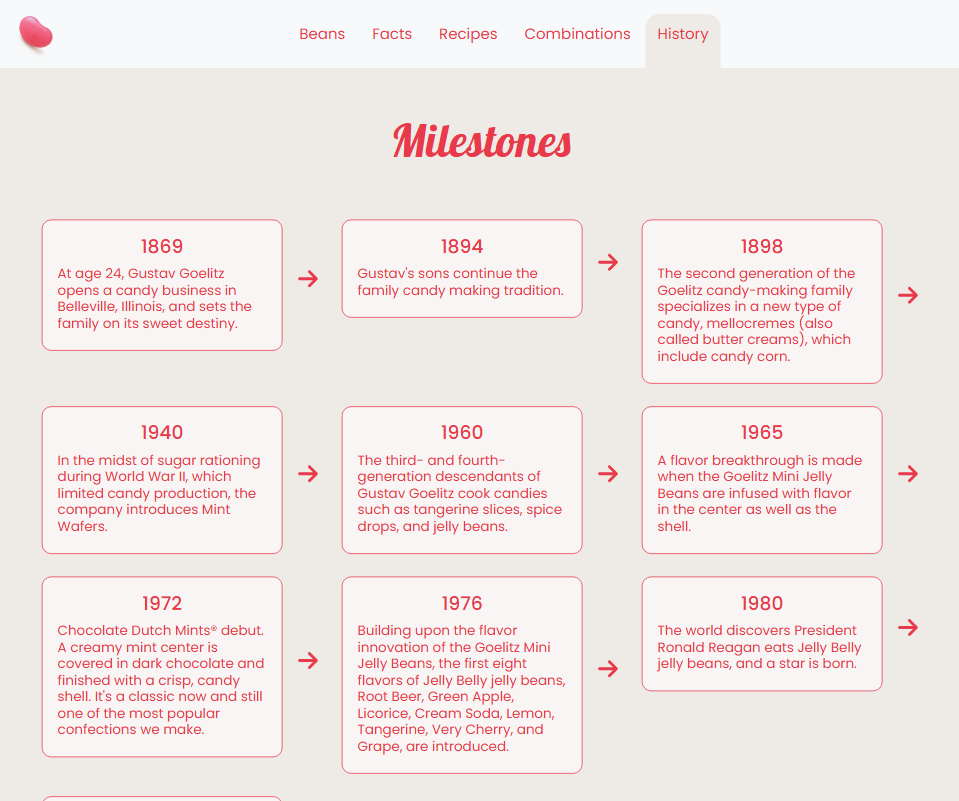 Beans Facts Recipes Combinations History
Milestones
1869
At age 24, Gustav Goelitz
opens a candy business in
Belleville, Illinois, and sets the
family on its sweet destiny.
1894
Gustav's sons continue the
family candy making tradition.
1898
The second generation of the
Goelitz candy-making family
specializes in a new type of
candy, mellocremes (also
called butter creams), which
include candy corn.
1940
In the midst of sugar rationing
during World War II, which
limited candy production, the
company introduces Mint
Wafers.
1960
The third- and fourth-
generation descendants of
Gustav Goelitz cook candies
such as tangerine slices, spice
drops, and jelly beans.
1965
A flavor breakthrough is made
when the Goelitz Mini Jelly
Beans are infused with flavor
in the center as well as the
shell.
1972
Chocolate Dutch Mints® debut.
A creamy mint center is
covered in dark chocolate and
finished with a crisp, candy
shell. It's a classic now and still
one of the most popular
confections we make.
1976
Building upon the flavor
innovation of the Goelitz Mini
Jelly Beans, the first eight
flavors of Jelly Belly jelly beans,
Root Beer, Green Apple,
Licorice, Cream Soda, Lemon,
Tangerine, Very Cherry, and
Grape, are introduced.
1980
The world discovers President
Ronald Reagan eats Jelly Belly
jelly beans, and a star is born.